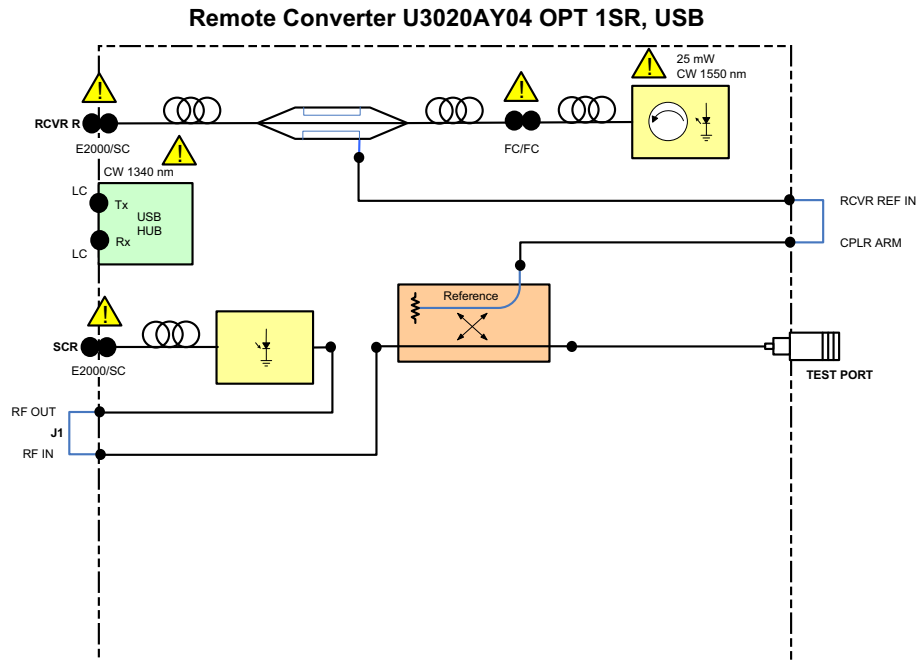 Remote Converter U3020AY04 OPT 1SR, USB
25 mW
CW 1550 nm
!
!
!
RCVR R
E2000/SC
!
FC/FC
CW 1340 nm
LC
Tx
USB
HUB
Rx
LC
RCVR REF IN
CPLR ARM
Reference
!
SCR
E2000/SC
TEST PORT
RF OUT
J1
RF IN